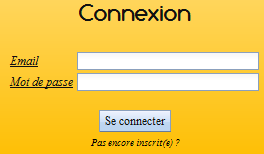 Connexion
Email
Mot de passe
Se connecter
Pas encore inscrit(e) ?